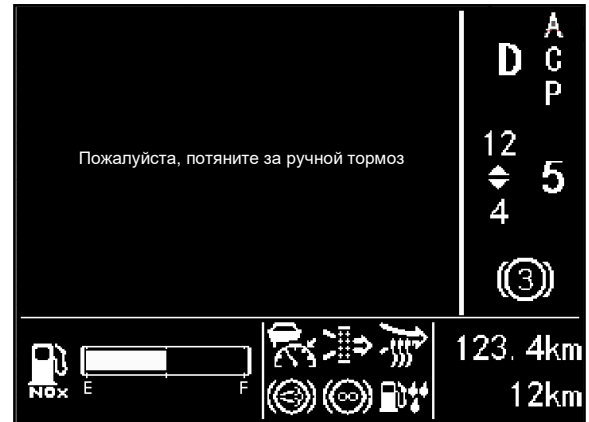 A
D C
P
Пожалуйста, потяните за ручной тормоз
12
5
4
3
NOx E F
123.4km
12km